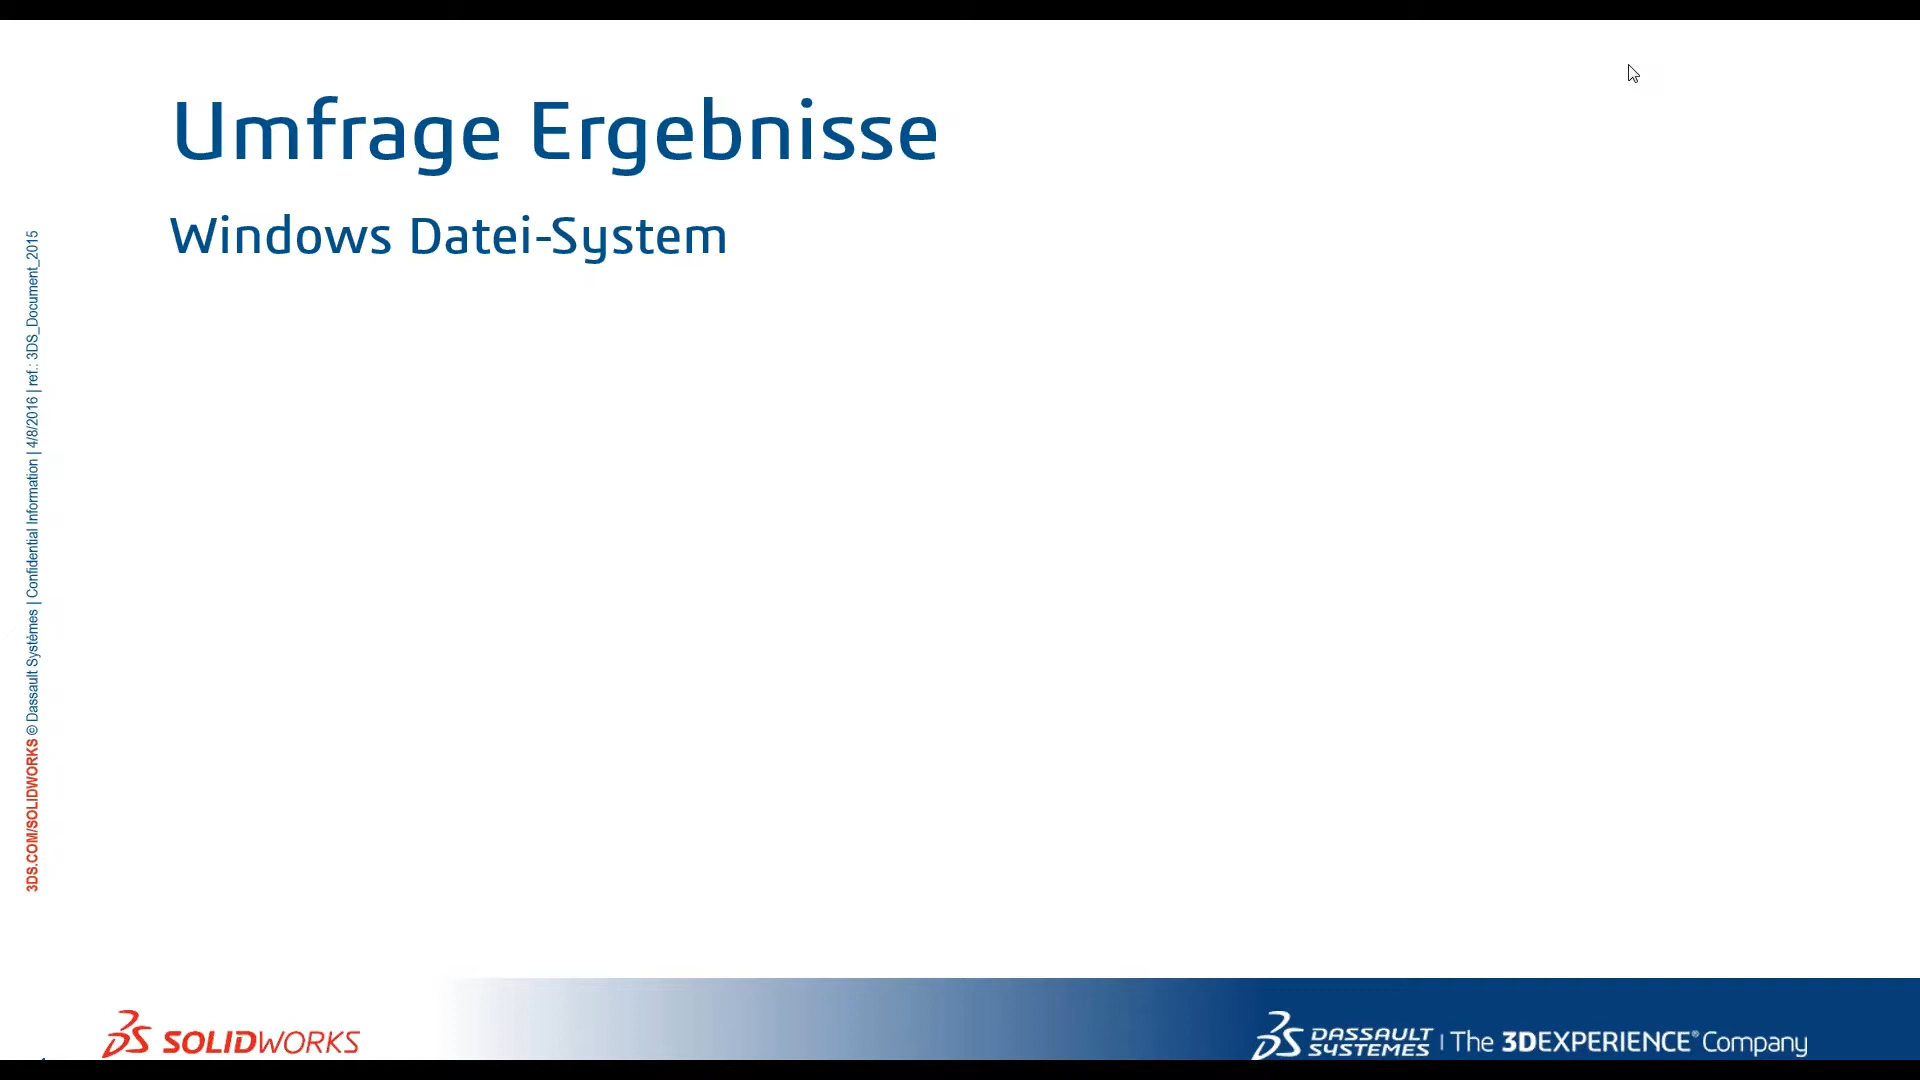 Umfrage Ergebnisse
Windows Datei-System
3DS.COM/SOLIDWORKS © Dassault Systèmes | Confidential Information | 4/8/2016 | ref.: 3DS_Document_2015
SOLIDWORKS
DASSAULT SYSTEMES | The 3DEXPERIENCE® Company